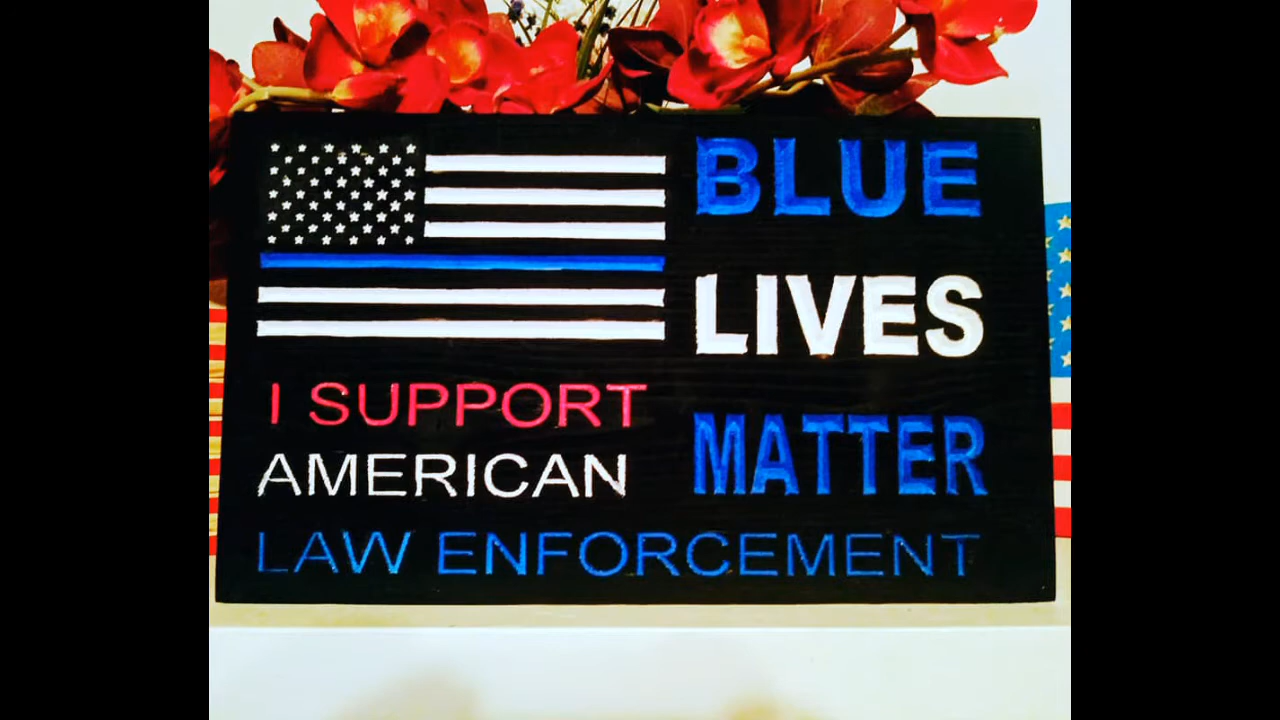 BLUE
LIVES
MATTER
I SUPPORT
AMERICAN
LAW ENFORCEMENT